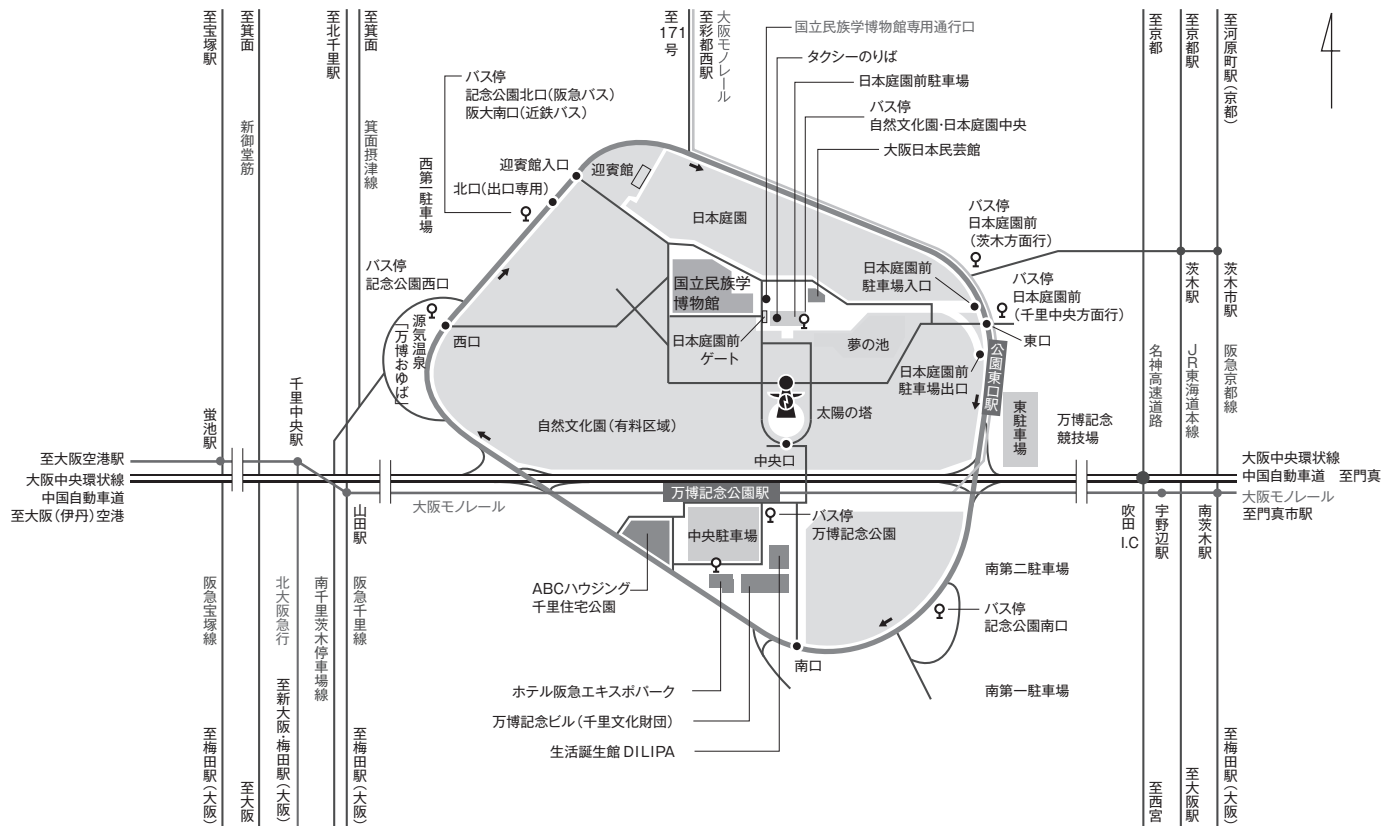 至宝塚駅
至箕面
至北千里駅
至箕面
至
171
号
至彩都西駅
大阪モノレール
国立民族学博物館専用通行口
タクシーのりば
日本庭園前駐車場
バス停
自然文化園・日本庭園中央
大阪日本民芸館
至京都
至京都駅
至河原町駅(京都)
バス停
記念公園北口(阪急バス)
阪大南口(近鉄バス)
新御堂筋
箕面摂津線
西第一駐車場
迎賓館入口
迎賓館
北口(出口専用)
日本庭園
バス停
日本庭園前
(茨木方面行)
バス停
記念公園西口
国立民族学
博物館
日本庭園前
駐車場入口
バス停
日本庭園前
(千里中央方面行)
茨木駅
茨木市駅
源気温泉
「万博おゆば」
西口
日本庭園前
ゲート
夢の池
東口
日本庭園前
駐車場出口
公園東口駅
名神高速道路
JR東海道本線
阪急京都線
千里中央駅
蛍池駅
自然文化園(有料区域)
太陽の塔
東駐車場
万博記念
競技場
中央口
至大阪空港駅
大阪中央環状線
中国自動車道
至大阪(伊丹)空港
大阪中央環状線
中国自動車道 至門真
大阪モノレール
至門真市駅
大阪モノレール
万博記念公園駅
山田駅
中央駐車場
バス停
万博記念公園
吹田
I.C
宇野辺駅
南茨木駅
ABCハウジング
千里住宅公園
南第二駐車場
バス停
記念公園南口
阪急宝塚線
北大阪急行
南千里茨木停車場線
阪急千里線
南口
南第一駐車場
ホテル阪急エキスポパーク
万博記念ビル(千里文化財団)
生活誕生館DILIPA
至梅田駅(大阪)
至大阪
至新大阪・梅田駅(大阪)
至梅田駅(大阪)
至西宮
至大阪駅
至梅田駅(大阪)